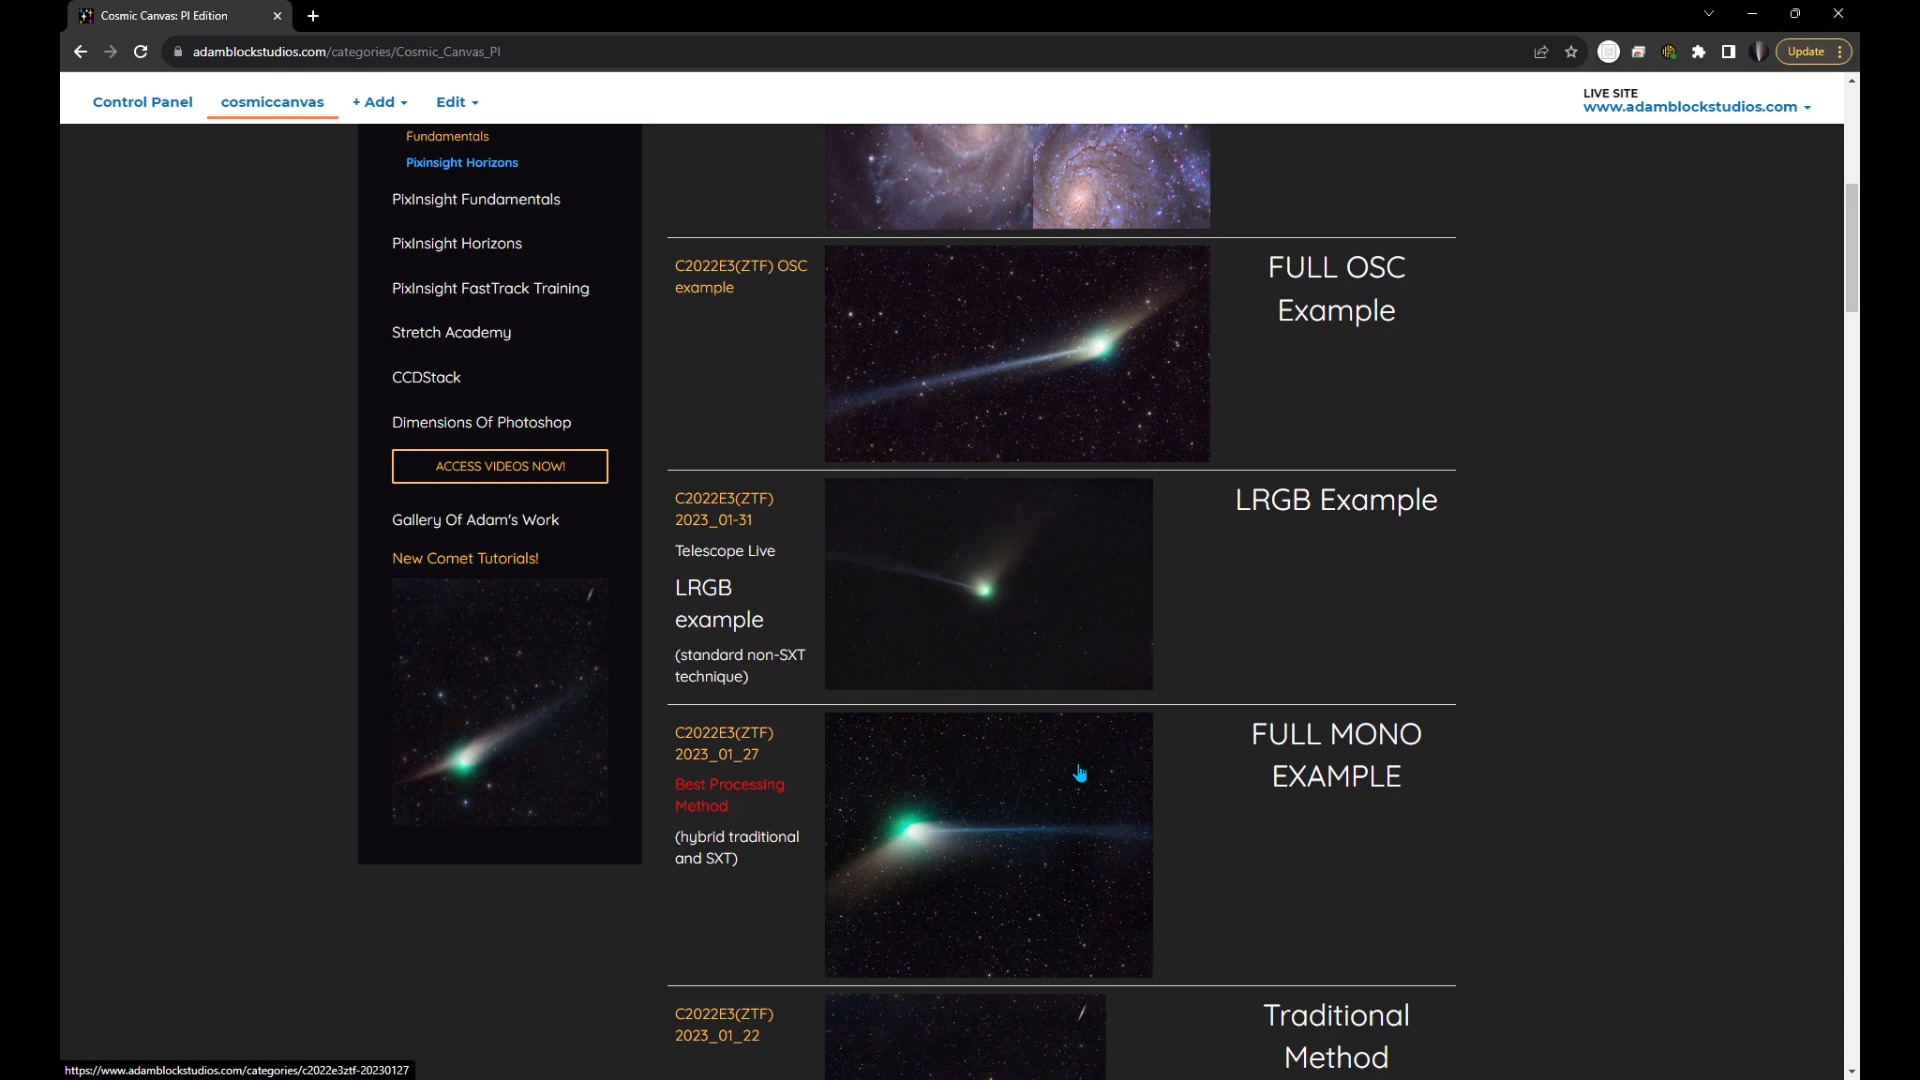 Cosmic Canvas: PI Edition
adamblockstudios.com/categories/Cosmic_Canvas_PI
Update
Control Panel
cosmiccanvas
+ Add
Edit
LIVE SITE
www.adamblockstudios.com
Fundamentals
Pixinsight Horizons
PixInsight Fundamentals
PixInsight Horizons
PixInsight FastTrack Training
Stretch Academy
CCDStack
Dimensions Of Photoshop
ACCESS VIDEOS NOW!
Gallery Of Adam's Work
New Comet Tutorials!
C2022E3(ZTF) OSC
example
FULL OSC
Example
C2022E3(ZTF)
2023_01-31
Telescope Live
LRGB
example
(standard non-SXT
technique)
LRGB Example
C2022E3(ZTF)
2023_01_27
Best Processing
Method
(hybrid traditional
and SXT)
FULL MONO
EXAMPLE
C2022E3(ZTF)
2023_01_22
Traditional
Method
https://www.adamblockstudios.com/categories/c2022e3ztf-20230127